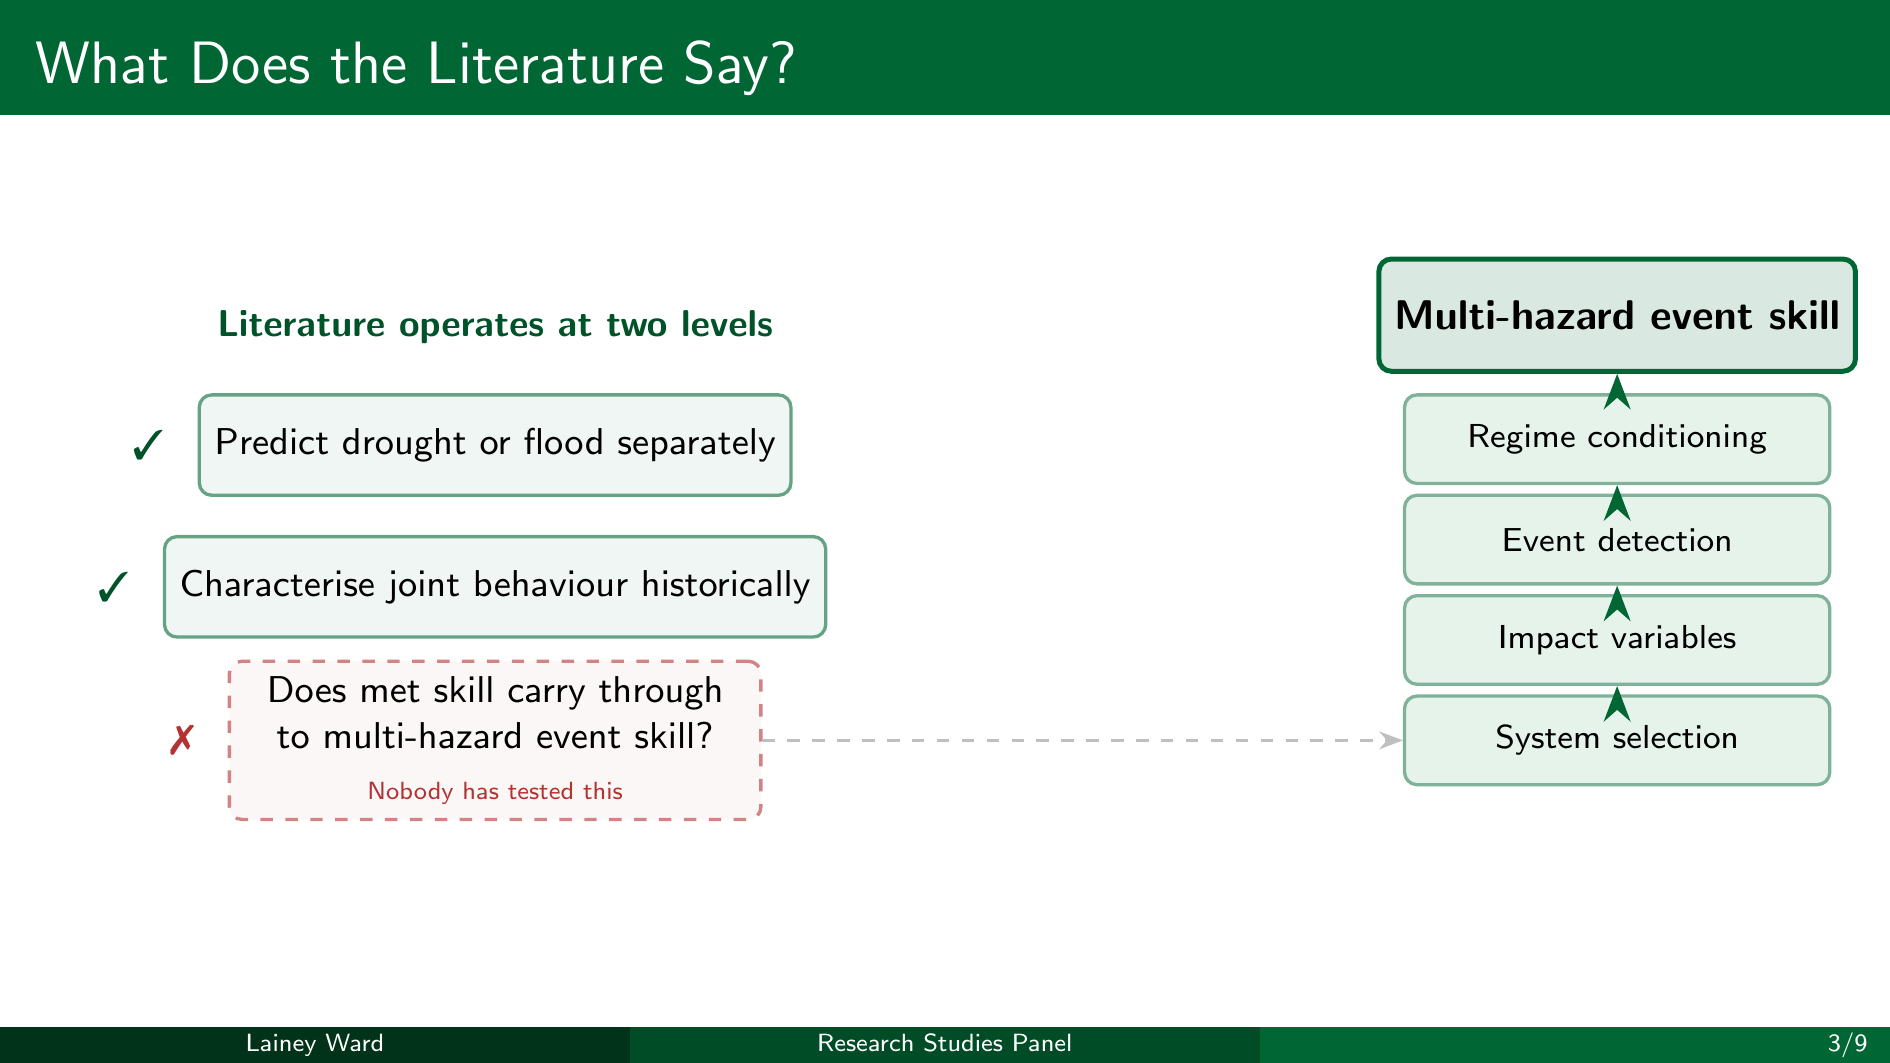 What Does the Literature Say?
Literature operates at two levels
✓ Predict drought or flood separately
✓ Characterise joint behaviour historically
✗ Does met skill carry through
to multi-hazard event skill?
Nobody has tested this
Multi-hazard event skill
Regime conditioning
Event detection
Impact variables
System selection
Lainey Ward
Research Studies Panel
3/9